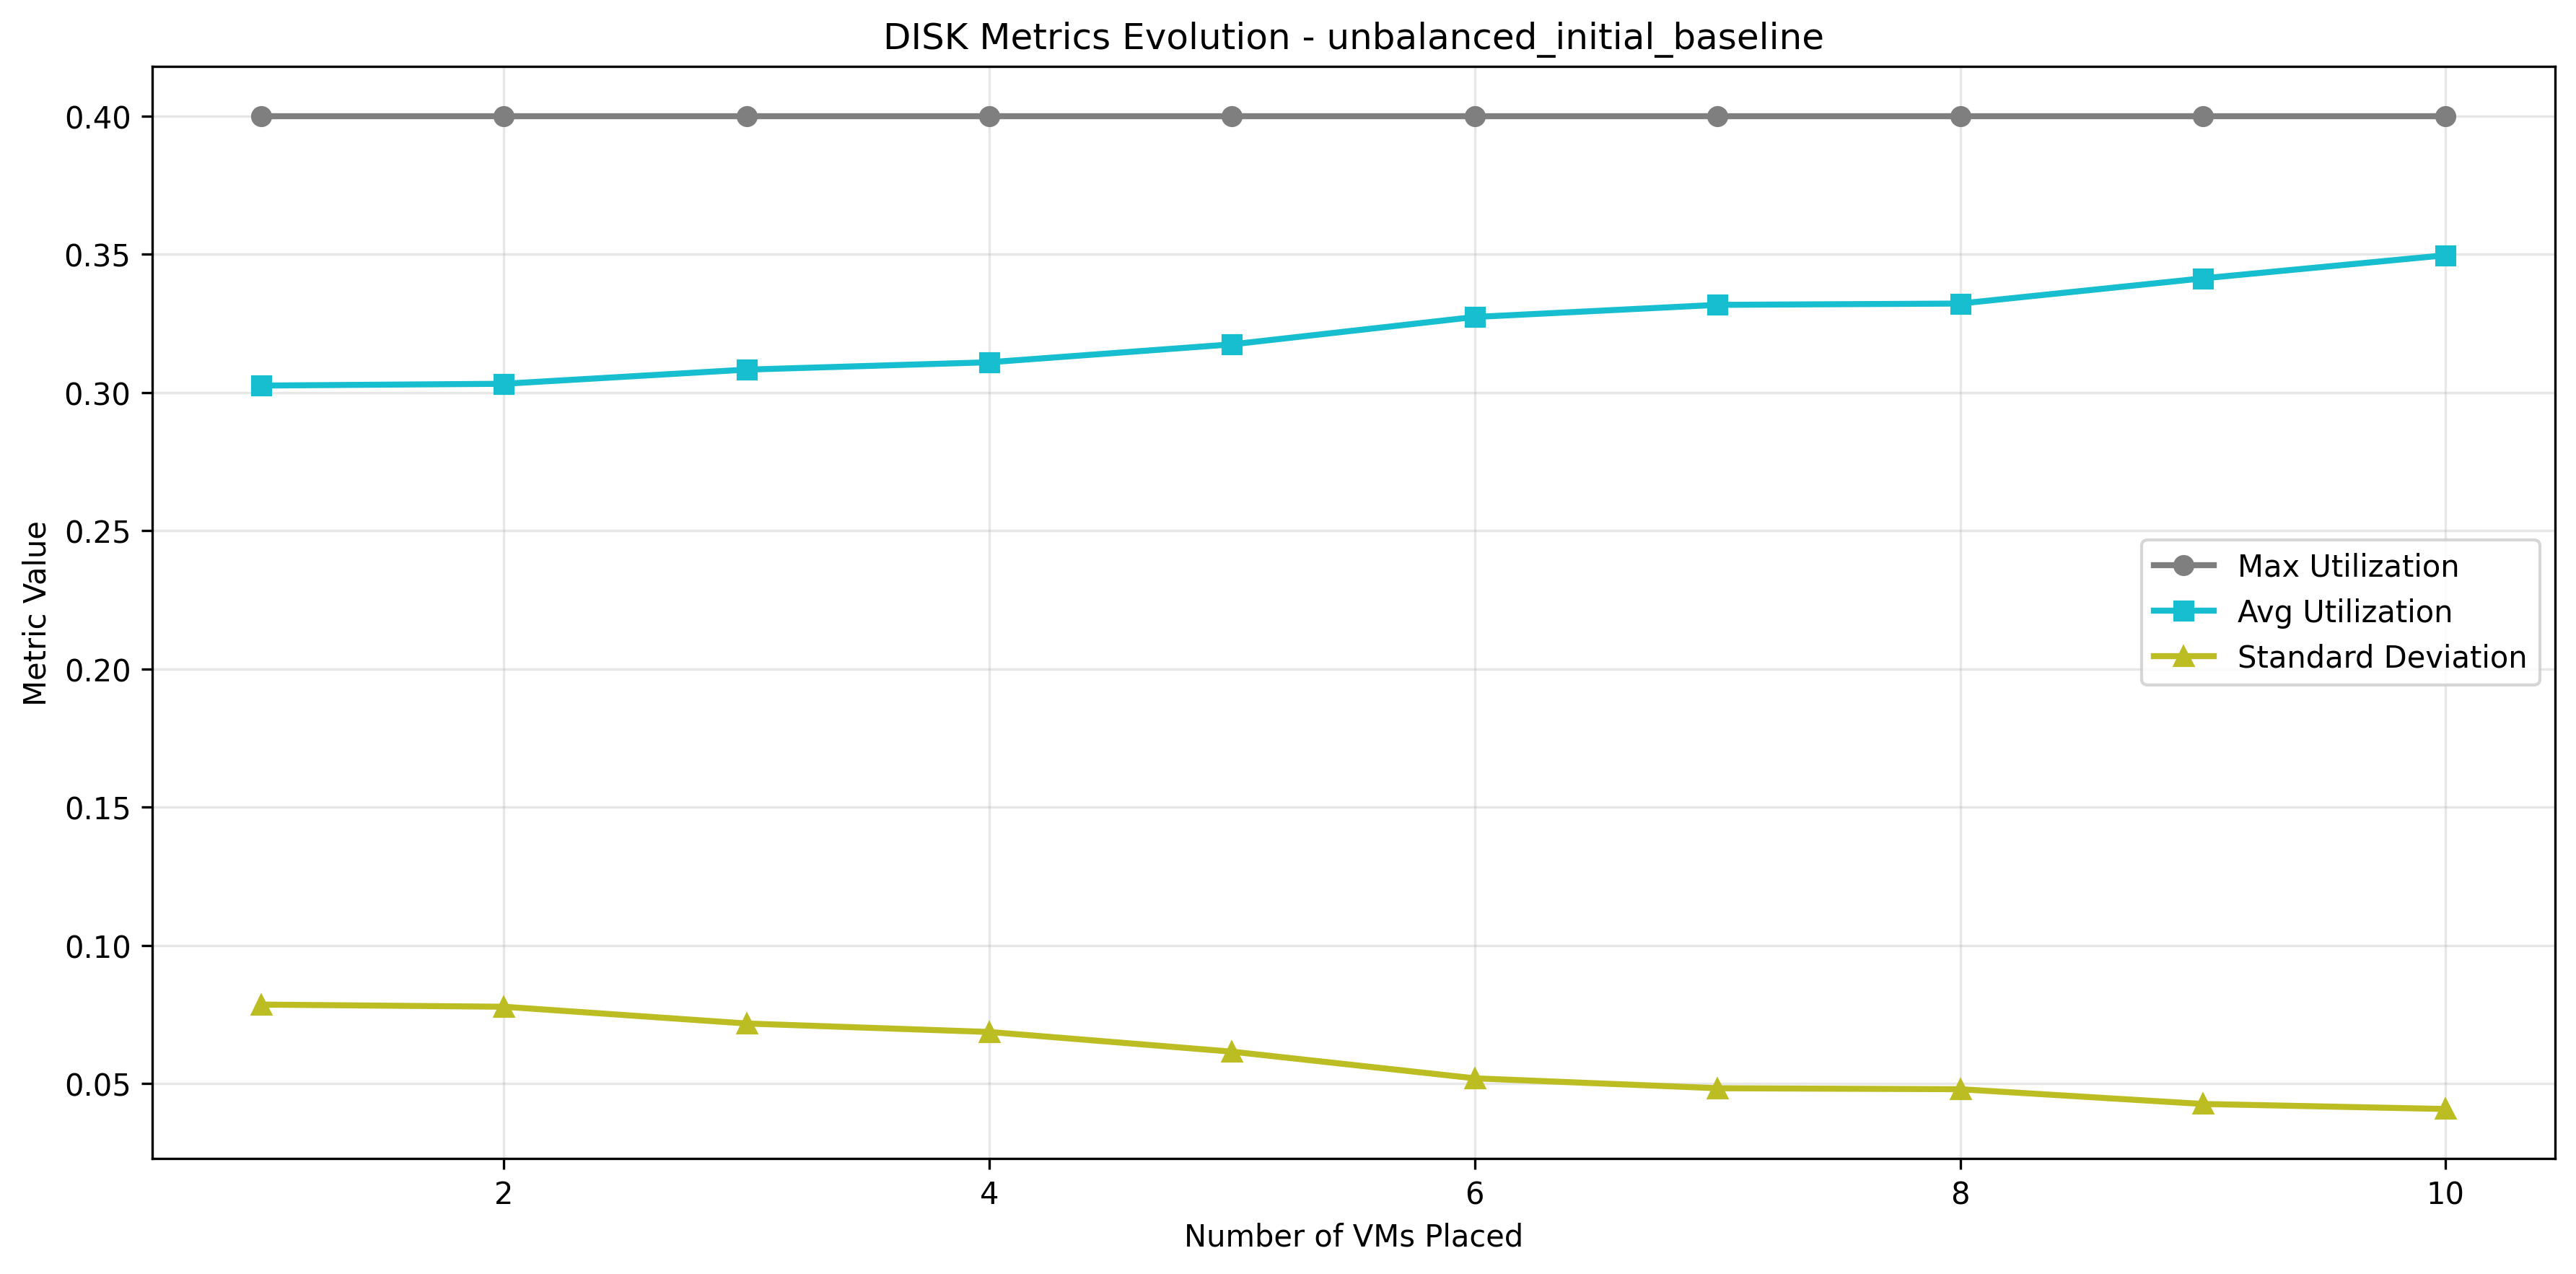 DISK Metrics Evolution - unbalanced_initial_baseline
Metric Value
0.40
0.35
0.30
0.25
0.20
0.15
0.10
0.05
Max Utilization
Avg Utilization
Standard Deviation
2 4 6 8 10
Number of VMs Placed